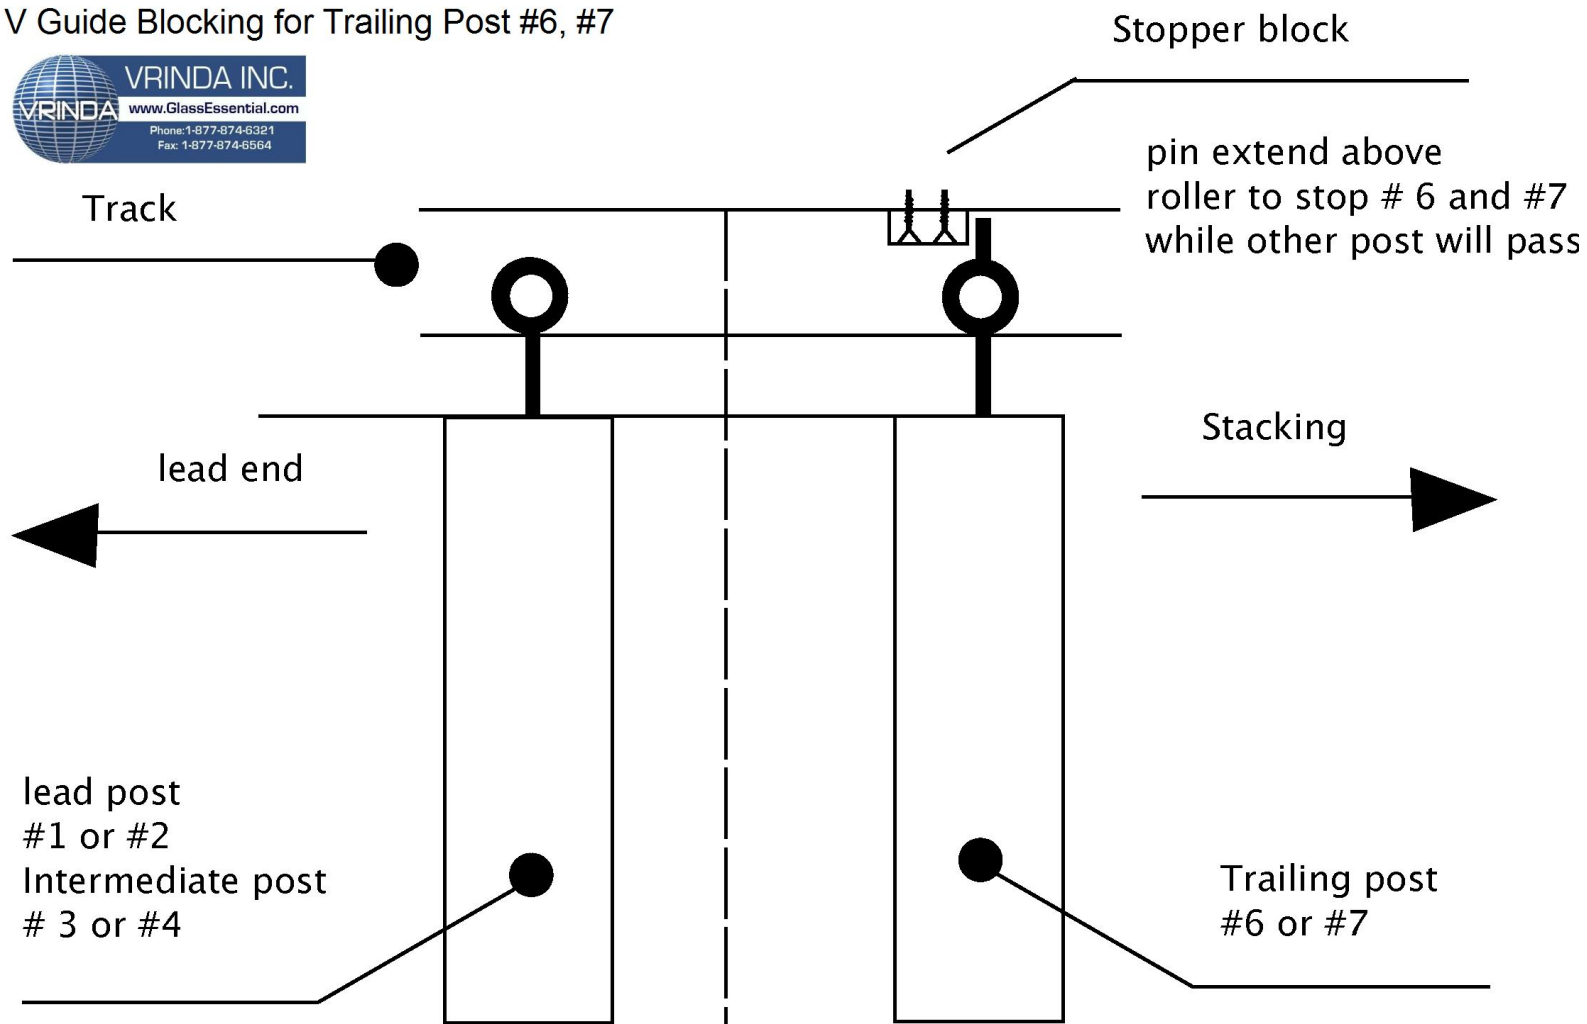 V Guide Blocking for Trailing Post #6, #7
VRINDA INC.
VRINDA
www.GlassEssential.com
Phone:1-877-874-6321
Fax: 1-877-874-6564
Stopper block
pin extend above
roller to stop # 6 and #7
while other post will pass
Track
lead end
Stacking
lead post
#1 or #2
Intermediate post
# 3 or #4
Trailing post
#6 or #7